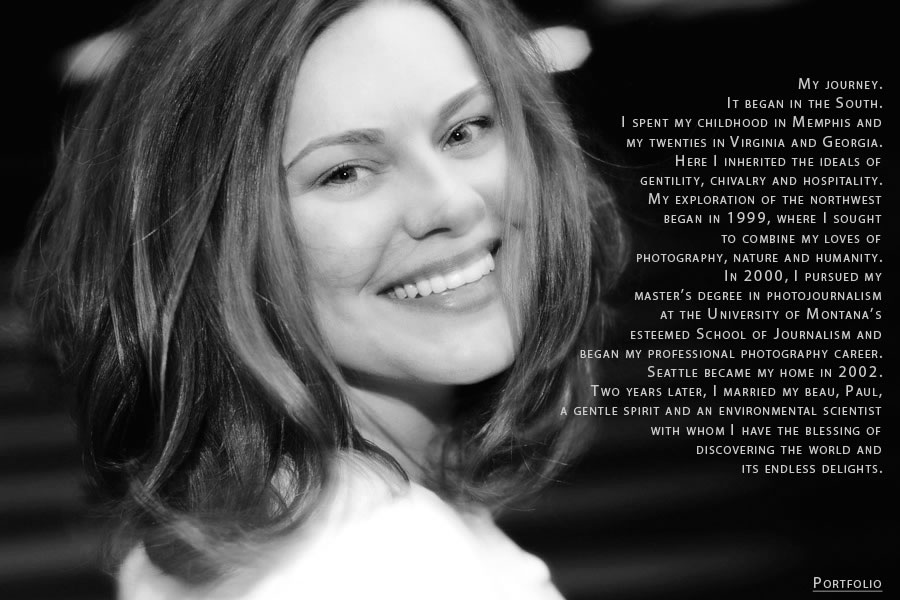 My journey.
It began in the South.
I spent my childhood in Memphis and
my twenties in Virginia and Georgia.
Here I inherited the ideals of
gentility, chivalry and hospitality.
My exploration of the northwest
began in 1999, where I sought
to combine my loves of
photography, nature and humanity.
In 2000, I pursued my
master's degree in photojournalism
at the University of Montana's
esteemed School of Journalism and
began my professional photography career.
Seattle became my home in 2002.
Two years later, I married my beau, Paul,
a gentle spirit and an environmental scientist
with whom I have the blessing of
discovering the world and
its endless delights.
Portfolio